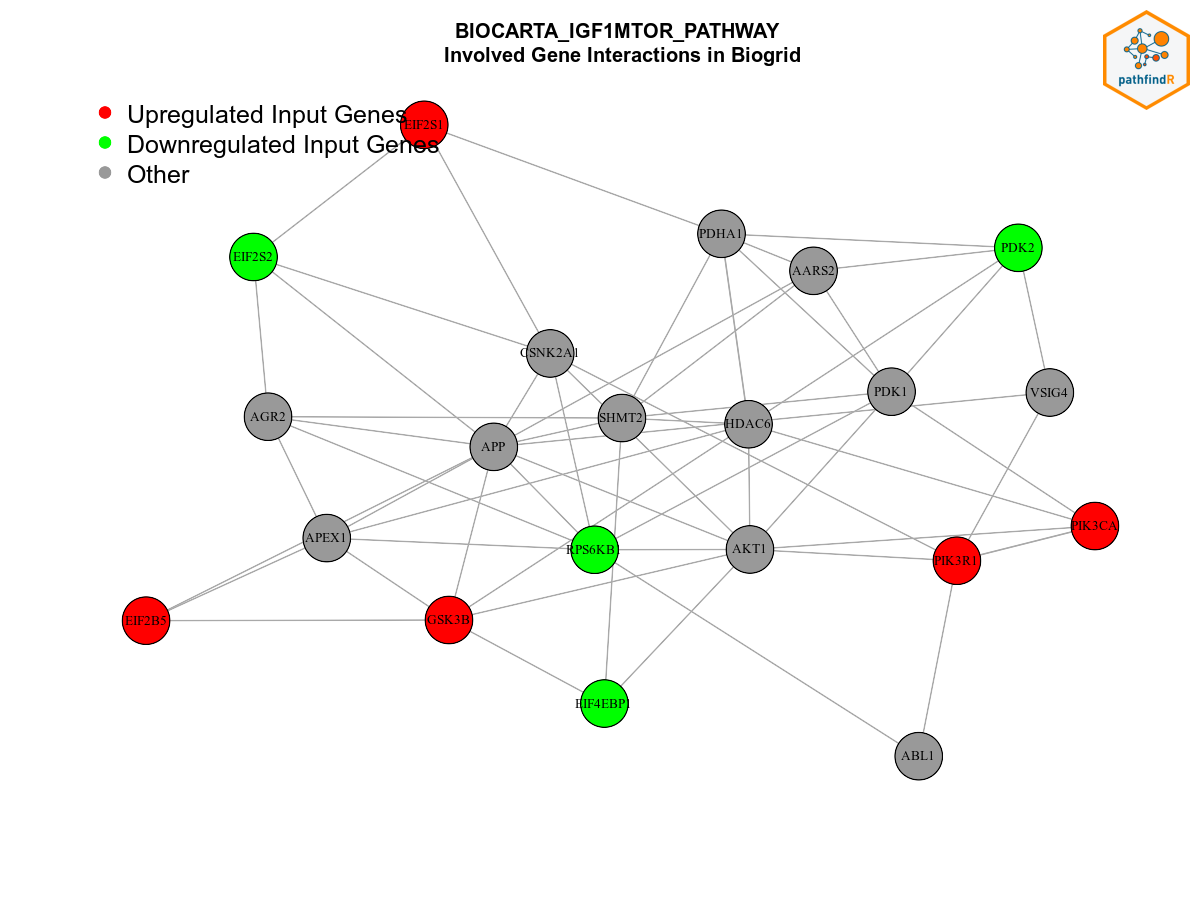 BIOCARTA_IGF1MTOR_PATHWAY
Involved Gene Interactions in Biogrid
pathfindR
Upregulated Input Genes
Downregulated Input Genes
Other
EIF2S1
PDHA1
PDK2
EIF2S2
AARS2
CSNK2A1
PDK1
VSIG4
AGR2
SHMT2
HDAC6
APP
PIK3CA
APEX1
RPS6KB
AKT1
PIK3R1
EIF2B5
GSK3B
EIF4EBP1
ABL1